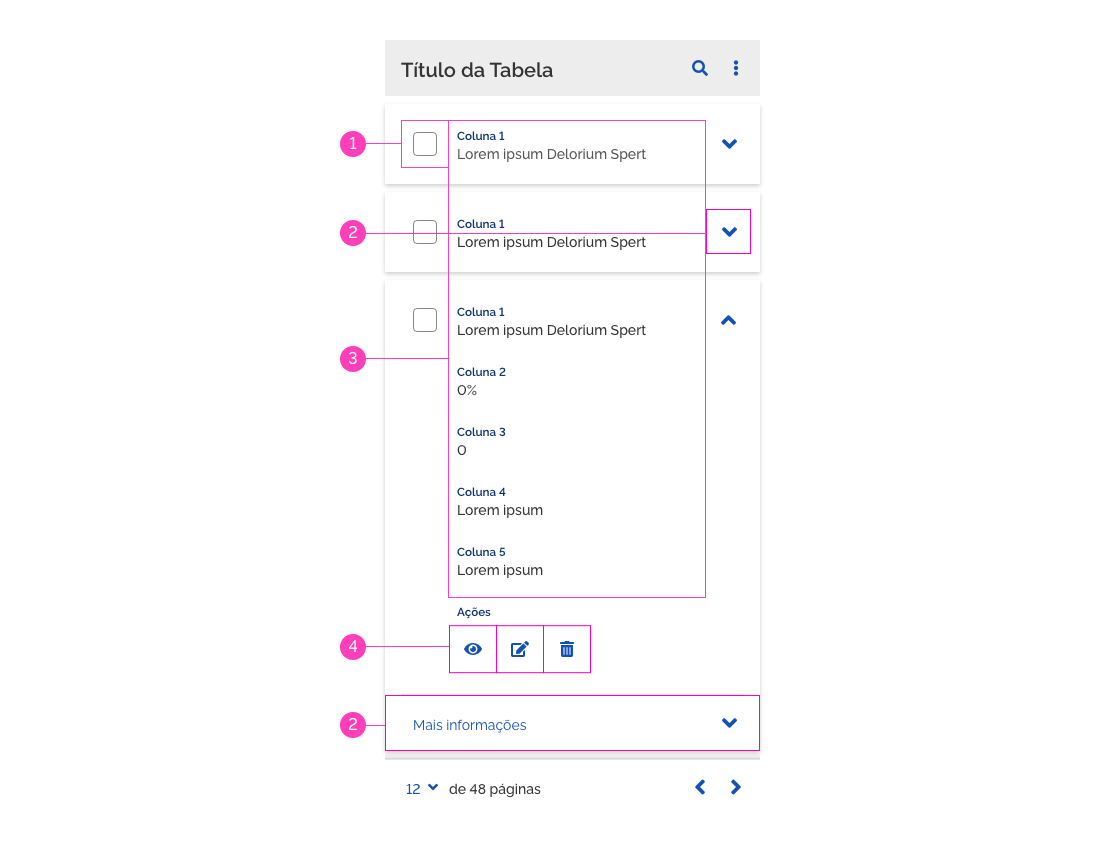 Título da Tabela
1
Coluna 1
Lorem ipsum Delorium Spert
2
Coluna 1
Lorem ipsum Delorium Spert
Coluna 1
Lorem ipsum Delorium Spert
3
Coluna 2
0%
Coluna 3
0
Coluna 4
Lorem ipsum
Coluna 5
Lorem ipsum
Ações
4
2
Mais informações
12 de 48 páginas